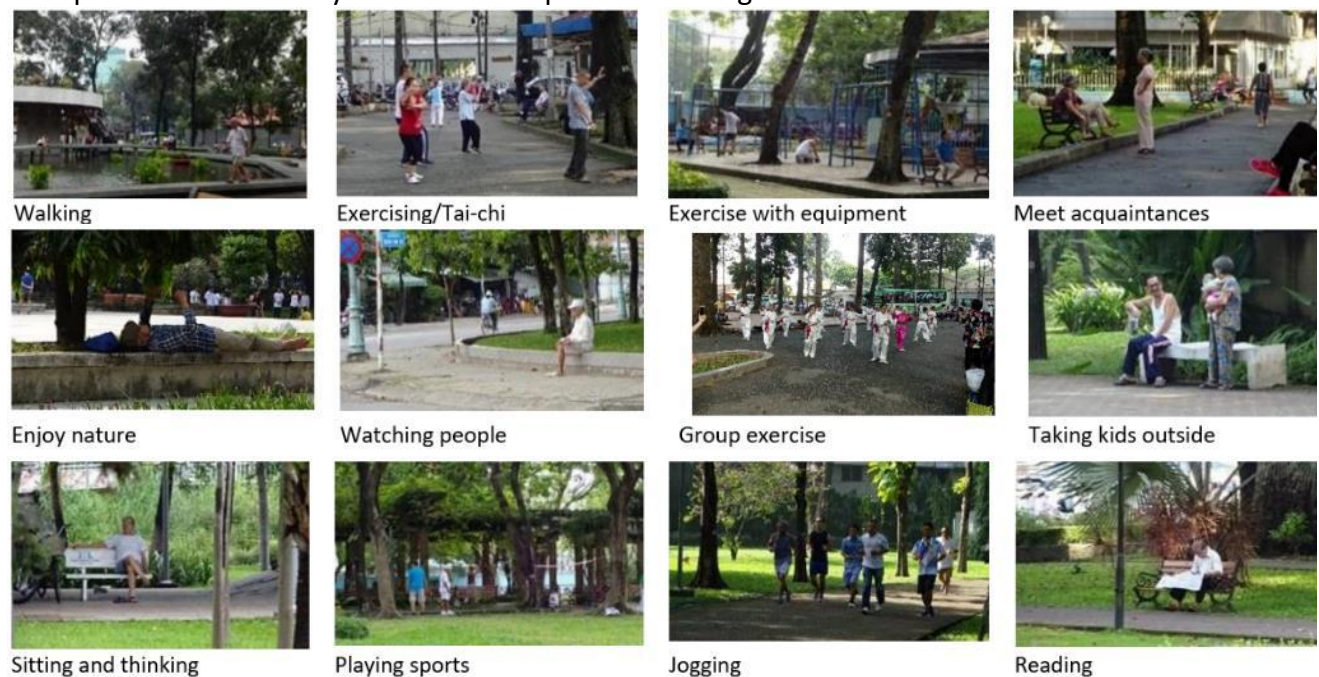 Walking
Exercising/Tai-chi
Exercise with equipment
Meet acquaintances
Enjoy nature
Watching people
Group exercise
Taking kids outside
Sitting and thinking
Playing sports
Jogging
Reading